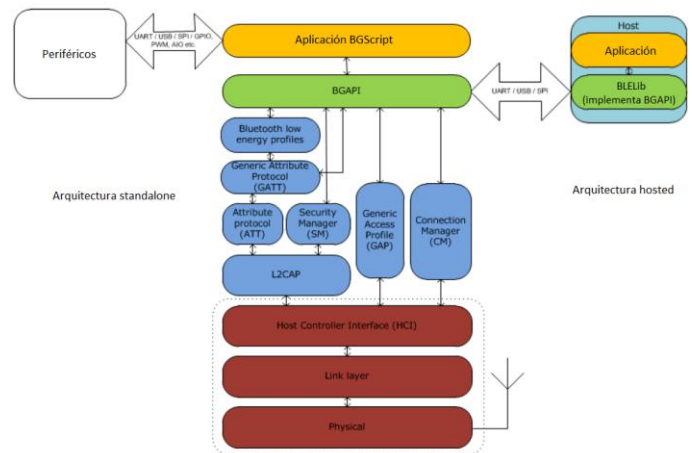 Periféricos
UART / USB / SPI / GPIO,
PWM, AIO etc.
Aplicación BGScript
Host
Aplicación
BLELib
(implementa BGAPI)
BGAPI
UART / USB / SPI
Bluetooth low
energy profiles
Generic Attribute
Protocol
(GATT)
Arquitectura standalone
Arquitectura hosted
Attribute
protocol
(ATT)
Security
Manager
(SM)
Generic
Access
Profile
(GAP)
Connection
Manager
(CM)
L2CAP
Host Controller Interface (HCI)
Link layer
Physical